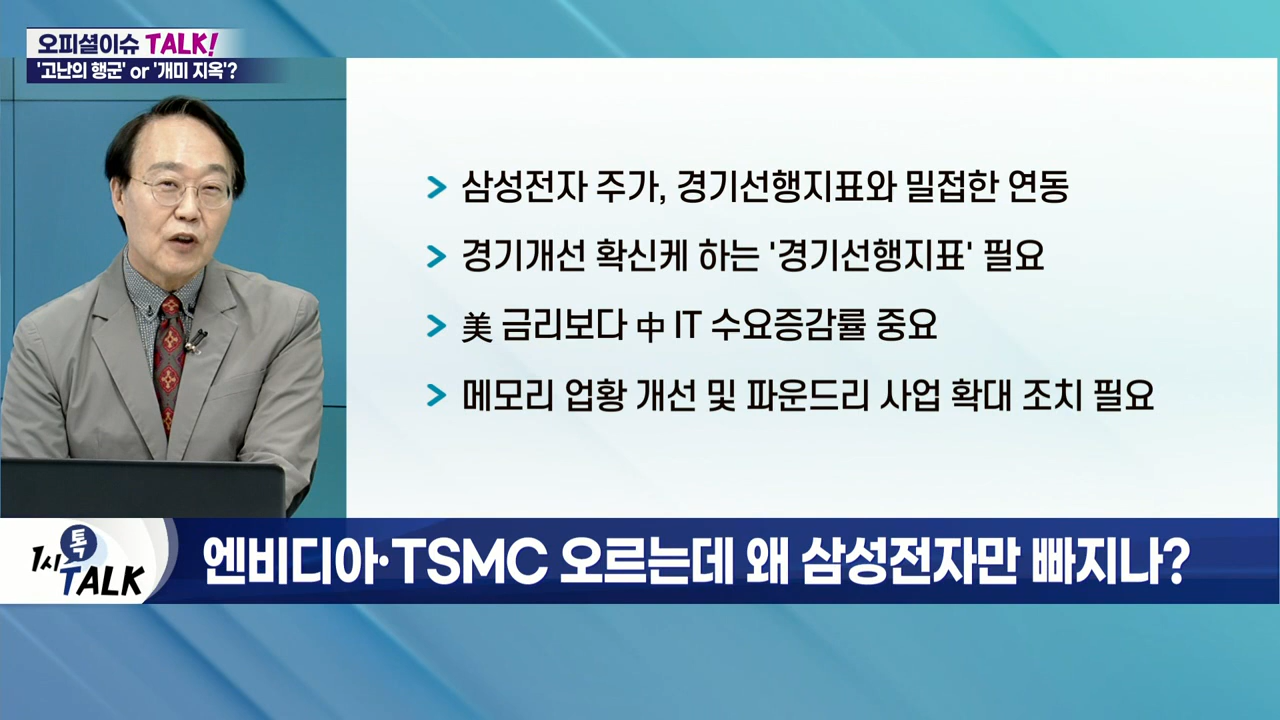 오피셜이슈 TALK!
'고난의 행군' or '개미 지옥'?
> 삼성전자 주가, 경기선행지표와 밀접한 연동
> 경기개선 확신케 하는 '경기선행지표' 필요
> 美 금리보다 中 IT 수요증감률 중요
> 메모리 업황 개선 및 파운드리 사업 확대 조치 필요
1시 톡 TALK
엔비디아·TSMC 오르는데 왜 삼성전자만 빠지나?